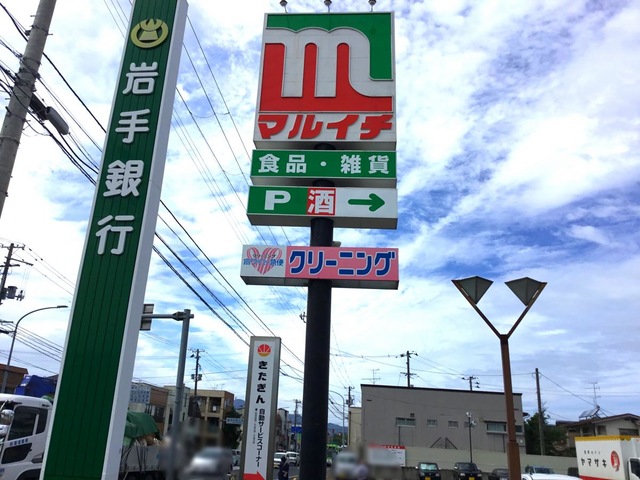 岩手銀行
m
マルイチ
食品・雑貨
P 酒 →
クリーニング
きたぎん
自動サービスコーナー
ヤマサキ